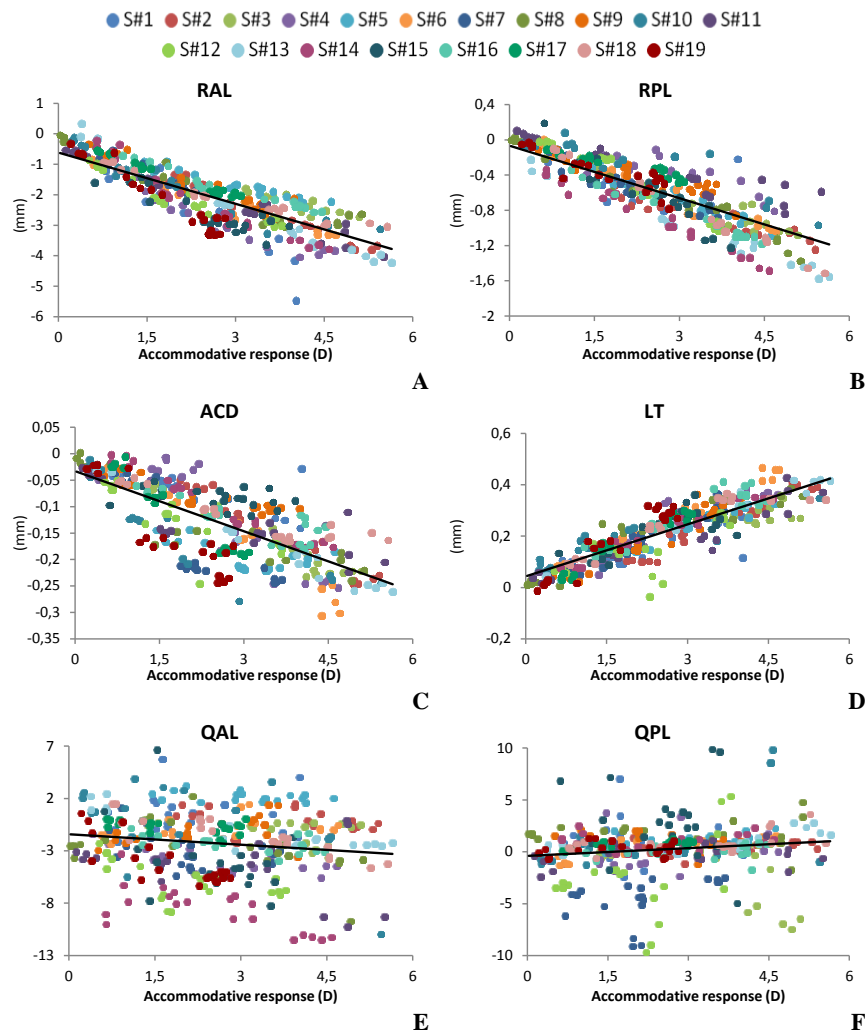 S#1 S#2 S#3 S#4 S#5 S#6 S#7 S#8 S#9 S#10 S#11
S#12 S#13 S#14 S#15 S#16 S#17 S#18 S#19
RAL
1
0
-1
-2
-3
-4
-5
-6
(mm)
0 1,5 3 4,5 6
Accommodative response (D)
A
RPL
0,4
0
-0,4
-0,8
-1,2
-1,6
-2
(mm)
0 1,5 3 4,5 6
Accommodative response (D)
B
ACD
0,05
0
-0,05
-0,1
-0,15
-0,2
-0,25
-0,3
-0,35
(mm)
0 1,5 3 4,5 6
Accommodative response (D)
C
LT
0,6
0,4
0,2
0
-0,2
(mm)
0 1,5 3 4,5 6
Accommodative response (D)
D
QAL
7
2
-3
-8
-13
0 1,5 3 4,5 6
Accommodative response (D)
E
QPL
10
5
0
-5
-10
0 1,5 3 4,5 6
Accommodative response (D)
F